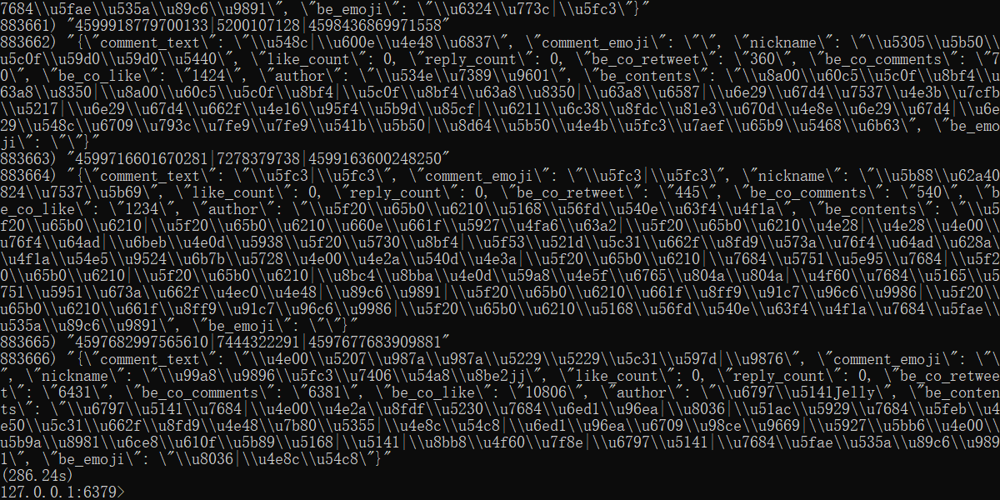 7684\\u5fae\\u535a\\u89c6\\u9891\", \"be_emoji\": \"\\u6324\\u773c|\\u5fc3\"}"
883661) "4599918779700133|5200107128|4598436869971558"
883662) "{\"comment_text\": \"\\u548c|\\u600e\\u4e48\\u6837\", \"comment_emoji\": \"\", \"nickname\": \"\\u5305\\u5b50\\
u5c0f\\u59d0\\u59d0\\u5440\", \"like_count\": 0, \"reply_count\": 0, \"be_co_retweet\": \"360\", \"be_co_comments\": \"7
0\", \"be_co_like\": \"1424\", \"author\": \"\\u534e\\u7389\\u9601\", \"be_contents\": \"\\u8a00\\u60c5\\u5c0f\\u8bf4\\u
63a8\\u8350|\\u8a00\\u60c5\\u5c0f\\u8bf4|\\u5c0f\\u8bf4\\u63a8\\u8350|\\u63a8\\u6587|\\u6e29\\u67d4\\u7537\\u4e3b\\u7cfb
\\u5217|\\u6e29\\u67d4\\u662f\\u4e16\\u95f4\\u5b9d\\u85cf|\\u6211\\u6c38\\u8fdc\\u81e3\\u670d\\u4e8e\\u6e29\\u67d4|\\u6e
29\\u548c\\u6709\\u793c\\u7fe9\\u7fe9\\u541b\\u5b50|\\u8d64\\u5b50\\u4e4b\\u5fc3\\u7aef\\u65b9\\u5468\\u6b63\", \"be_emo
ji\": \"\"}"
883663) "4599716601670281|7278379738|4599163600248250"
883664) "{\"comment_text\": \"\\u5fc3|\\u5fc3\", \"comment_emoji\": \"\\u5fc3|\\u5fc3\", \"nickname\": \"\\u5b88\\u62a40
824\\u7537\\u5b69\", \"like_count\": 0, \"reply_count\": 0, \"be_co_retweet\": \"445\", \"be_co_comments\": \"540\", \"b
e_co_like\": \"1234\", \"author\": \"\\u5f20\\u65b0\\u6210\\u5168\\u56fd\\u540e\\u63f4\\u4f1a\", \"be_contents\": \"\\u5
f20\\u65b0\\u6210|\\u5f20\\u65b0\\u6210\\u660e\\u661f\\u5927\\u4fa6\\u63a2|\\u5f20\\u65b0\\u6210\\u4e28|\\u4e28\\u4e00\\
u76f4\\u64ad|\\u6beb\\u4e0d\\u5938\\u5f20\\u5730\\u8bf4|\\u5f53\\u521d\\u5c31\\u662f\\u8fd9\\u573a\\u76f4\\u64ad\\u628a\
\u4f1a\\u54e5\\u9524\\u6b7b\\u5728\\u4e00\\u4e2a\\u540d\\u4e3a|\\u5f20\\u65b0\\u6210|\\u7684\\u5751\\u5e95\\u7684|\\u5f2
0\\u65b0\\u6210|\\u5f20\\u65b0\\u6210|\\u8bc4\\u8bba\\u4e0d\\u59a8\\u4e5f\\u6765\\u804a\\u804a|\\u4f60\\u7684\\u5165\\u5
751\\u5951\\u673a\\u662f\\u4ec0\\u4e48|\\u89c6\\u9891|\\u5f20\\u65b0\\u6210\\u661f\\u8ff9\\u91c7\\u96c6\\u9986|\\u5f20\\
u65b0\\u6210\\u661f\\u8ff9\\u91c7\\u96c6\\u9986|\\u5f20\\u65b0\\u6210\\u5168\\u56fd\\u540e\\u63f4\\u4f1a\\u7684\\u5fae\\
u535a\\u89c6\\u9891\", \"be_emoji\": \"\"}"
883665) "4597682997565610|7444322291|4597677683909881"
883666) "{\"comment_text\": \"\\u4e00\\u5207\\u987a\\u987a\\u5229\\u5229\\u5c31\\u597d|\\u9876\", \"comment_emoji\": \"\
", \"nickname\": \"\\u99a8\\u9896\\u5fc3\\u7406\\u54a8\\u8be2jj\", \"like_count\": 0, \"reply_count\": 0, \"be_co_retwee
t\": \"6431\", \"be_co_comments\": \"6381\", \"be_co_like\": \"10806\", \"author\": \"\\u6797\\u5141Jelly\", \"be_conten
ts\": \"\\u6797\\u5141\\u7684|\\u4e00\\u4e2a\\u8fdf\\u5230\\u7684\\u6ed1\\u96ea|\\u8036|\\u51ac\\u5929\\u7684\\u5feb\\u4
e50\\u5c31\\u662f\\u8fd9\\u4e48\\u7b80\\u5355|\\u4e8c\\u54c8|\\u6ed1\\u96ea\\u6709\\u98ce\\u9669|\\u5927\\u5bb6\\u4e00\\
u5b9a\\u8981\\u6ce8\\u610f\\u5b89\\u5168|\\u5141|\\u8bb8\\u4f60\\u7f8e|\\u6797\\u5141|\\u7684\\u5fae\\u535a\\u89c6\\u989
1\", \"be_emoji\": \"\\u8036|\\u4e8c\\u54c8\"}"
(286.24s)
127.0.0.1:6379>